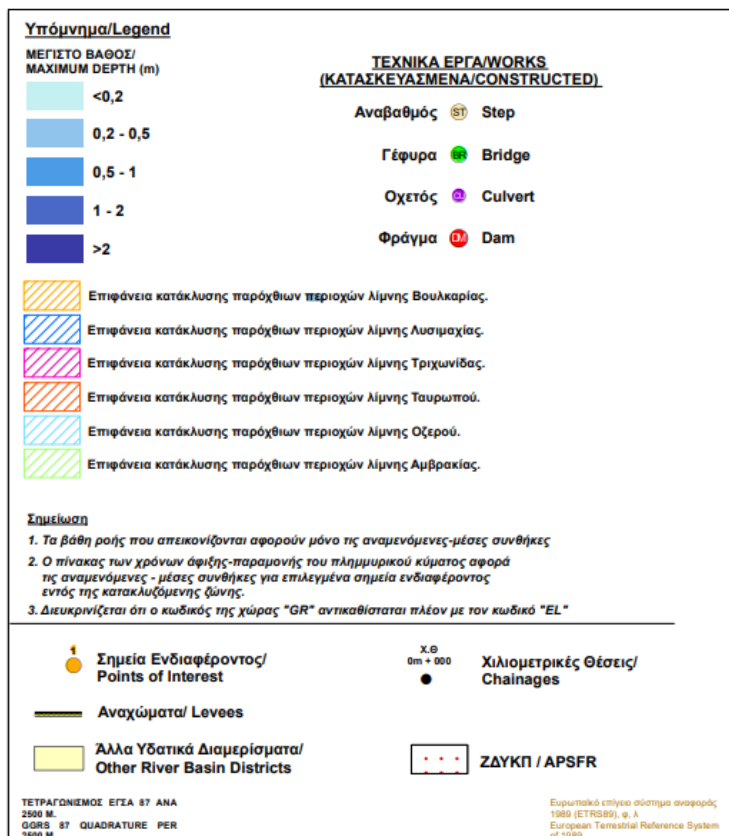 Υπόμνημα/Legend
ΜΕΓΙΣΤΟ ΒΑΘΟΣ/
MAXIMUM DEPTH (m)
<0,2
0,2 - 0,5
0,5 - 1
1 - 2
>2
ΤΕΧΝΙΚΑ ΕΡΓΑ/WORKS
(ΚΑΤΑΣΚΕΥΑΣΜΕΝΑ/CONSTRUCTED)
Αναβαθμός ST Step
Γέφυρα BR Bridge
Οχετός CU Culvert
Φράγμα DM Dam
Επιφάνεια κατάκλυσης παρόχθιων περιοχών λίμνης Βουλκαρίας.
Επιφάνεια κατάκλυσης παρόχθιων περιοχών λίμνης Λυσιμαχίας.
Επιφάνεια κατάκλυσης παρόχθιων περιοχών λίμνης Τριχωνίδας.
Επιφάνεια κατάκλυσης παρόχθιων περιοχών λίμνης Ταυρωπού.
Επιφάνεια κατάκλυσης παρόχθιων περιοχών λίμνης Οζερού.
Επιφάνεια κατάκλυσης παρόχθιων περιοχών λίμνης Αμβρακίας.
Σημείωση
1. Τα βάθη ροής που απεικονίζονται αφορούν μόνο τις αναμενόμενες-μέσες συνθήκες
2. Ο πίνακας των χρόνων άφιξης-παραμονής του πλημμυρικού κύματος αφορά
τις αναμενόμενες - μέσες συνθήκες για επιλεγμένα σημεία ενδιαφέροντος
εντός της κατακλυζόμενης ζώνης.
3. Διευκρινίζεται ότι ο κωδικός της χώρας "GR" αντικαθίσταται πλέον με τον κωδικό "EL"
1
Σημεία Ενδιαφέροντος/
Points of Interest
Χ.Θ
0m + 000
Χιλιομετρικές Θέσεις/
Chainages
Αναχώματα/ Levees
Άλλα Υδατικά Διαμερίσματα/
Other River Basin Districts
ΖΔΥΚΠ / APSFR
ΤΕΤΡΑΓΩΝΙΣΜΟΣ ΕΓΣΑ 87 ΑΝΑ
2500 Μ.
GGRS 87 QUADRATURE PER
2500 M.
Ευρωπαϊκό επίγειο σύστημα αναφοράς
1989 (ETRS89), φ, λ
European Terrestrial Reference System
of 1989